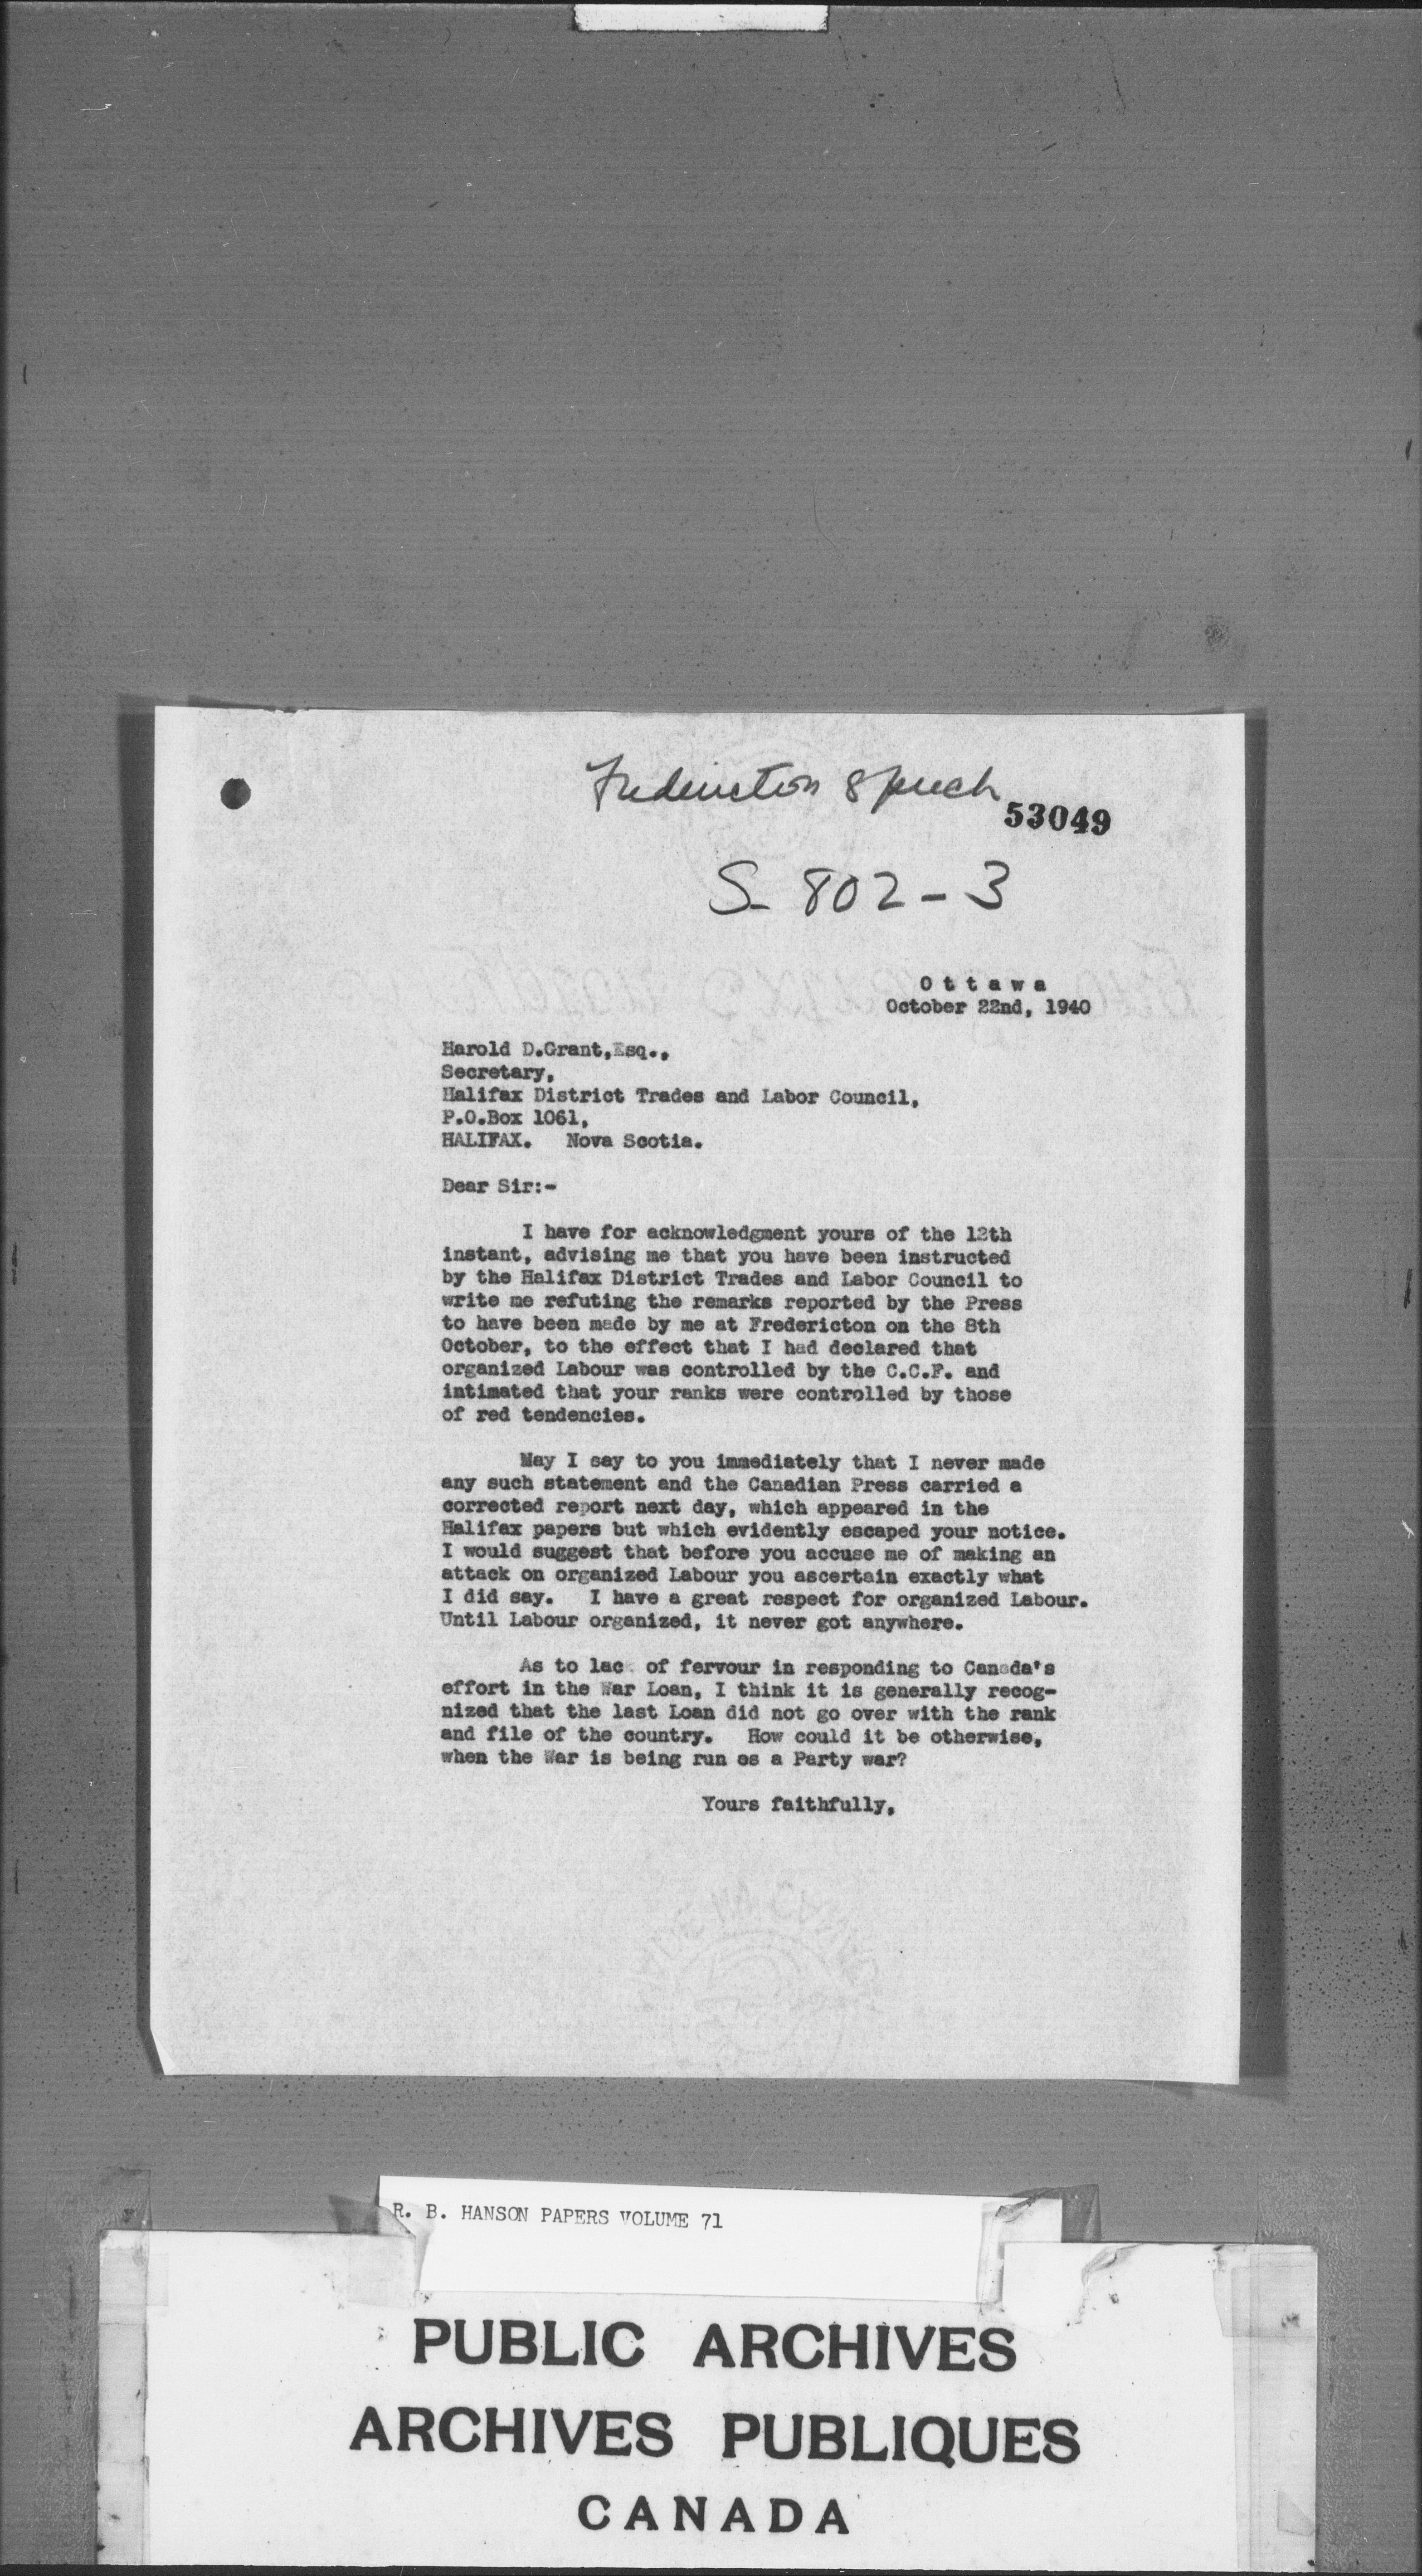 Fredericton Speech
53049
S-802-3
Ottawa
October 22nd, 1940
Harold D.Grant,Esq.,
Secretary,
Halifax District Trades and Labor Council,
P.O.Box 1061,
HALIFAX. Nova Scotia.
Dear Sir:-
I have for acknowledgment yours of the 12th
instant, advising me that you have been instructed
by the Halifax District Trades and Labor Council to
write me refuting the remarks reported by the Press
to have been made by me at Fredericton on the 8th
October, to the effect that I had declared that
organized Labour was controlled by the C.C.F. and
intimated that your ranks were controlled by those
of red tendencies.
May I say to you immediately that I never made
any such statement and the Canadian Press carried a
corrected report next day, which appeared in the
Halifax papers but which evidently escaped your notice.
I would suggest that before you accuse me of making an
attack on organized Labour you ascertain exactly what
I did say. I have a great respect for organized Labour.
Until Labour organized, it never got anywhere.
As to lack of fervour in responding to Canada's
effort in the War Loan, I think it is generally recog-
nized that the last Loan did not go over with the rank
and file of the country. How could it be otherwise,
when the War is being run as a Party war?
Yours faithfully,
R. B. HANSON PAPERS VOLUME 71
PUBLIC ARCHIVES
ARCHIVES PUBLIQUES
CANADA